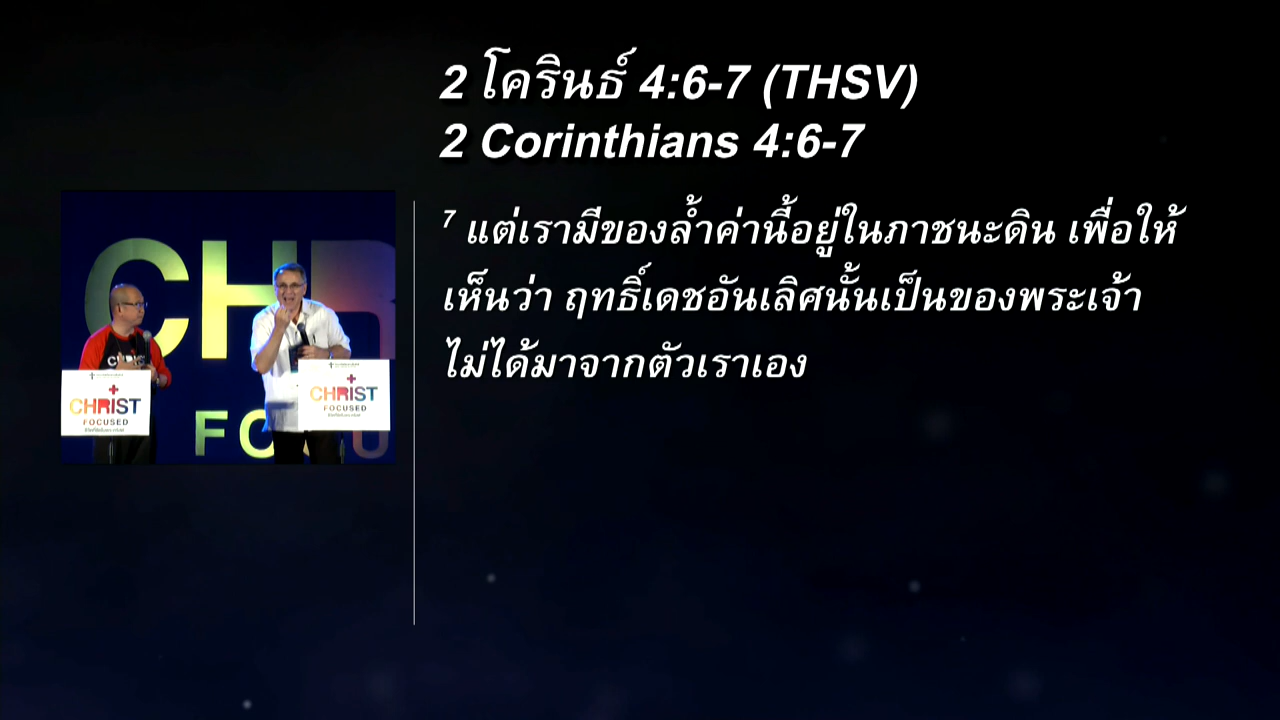 2 โครินธ์ 4:6-7 (THSV)
2 Corinthians 4:6-7
7 แต่เรามีของล้ำค่านี้อยู่ในภาชนะดิน เพื่อให้
เห็นว่า ฤทธิ์เดชอันเลิศนั้นเป็นของพระเจ้า
ไม่ได้มาจากตัวเราเอง
CHR
FOCU
CHRIST
FOCUSED
CHRIST
FOCUSED